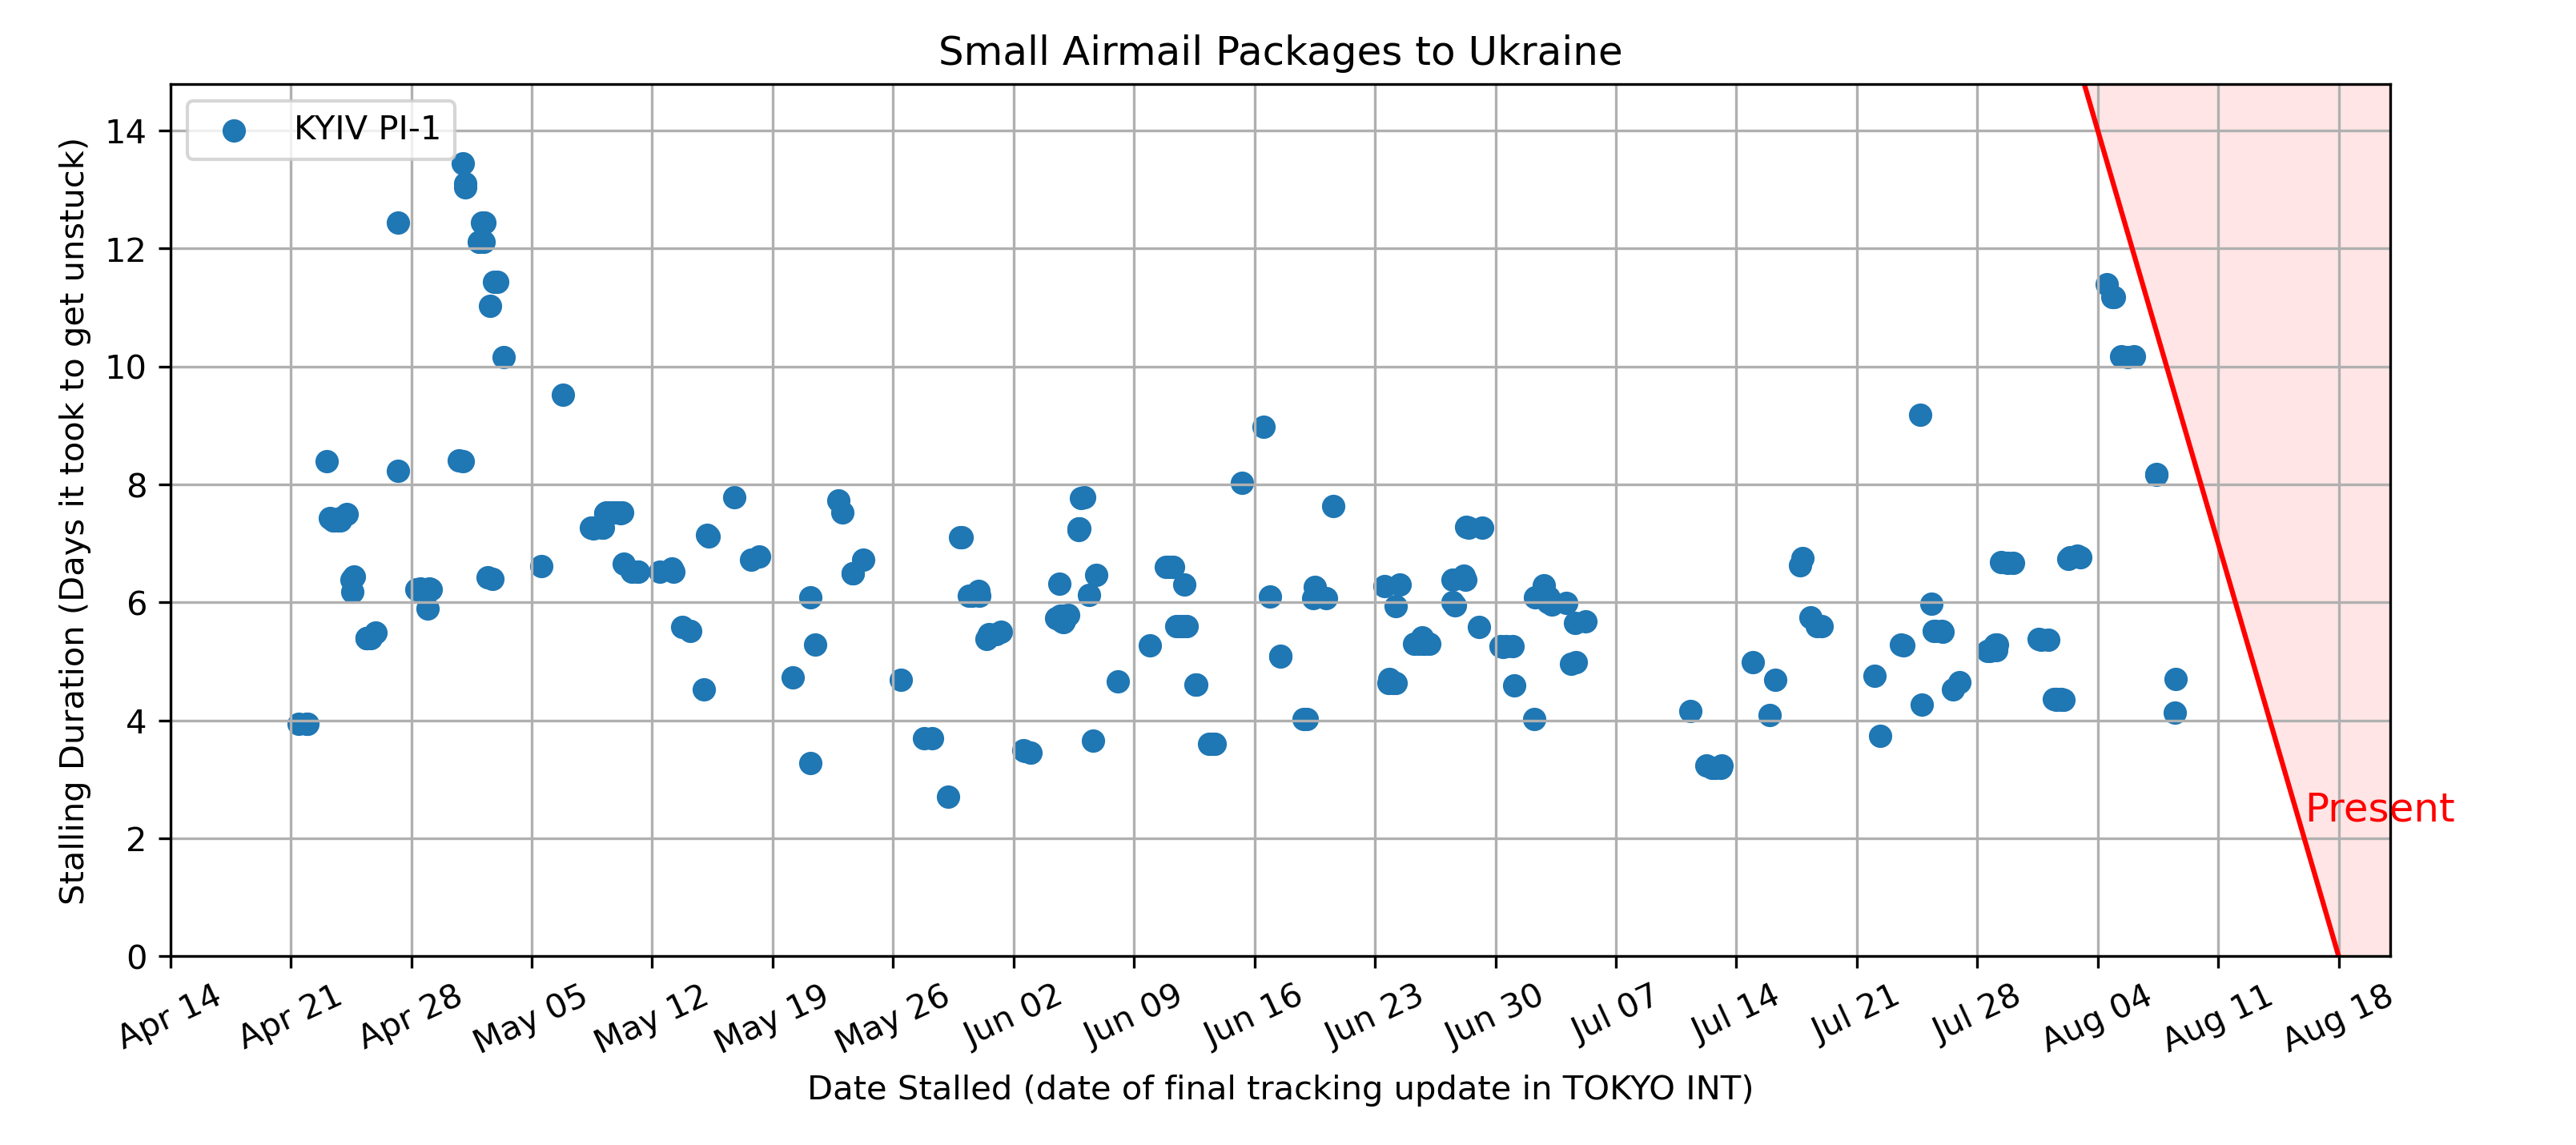 Small Airmail Packages to Ukraine
KYIV PI-1
Stalling Duration (Days it took to get unstuck)
14
12
10
8
6
4
2
0
Present
Apr 14
Apr 21
Apr 28
May 05
May 12
May 19
May 26
Jun 02
Jun 09
Jun 16
Jun 23
Jun 30
Jul 07
Jul 14
Jul 21
Jul 28
Aug 04
Aug 11
Aug 18
Date Stalled (date of final tracking update in TOKYO INT)